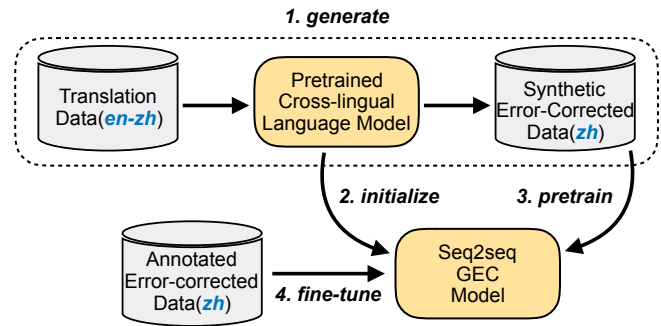 1. generate
Translation
Data(en-zh)
Pretrained
Cross-lingual
Language Model
Synthetic
Error-Corrected
Data(zh)
2. initialize
3. pretrain
Annotated
Error-corrected
Data(zh)
4. fine-tune
Seq2seq
GEC
Model